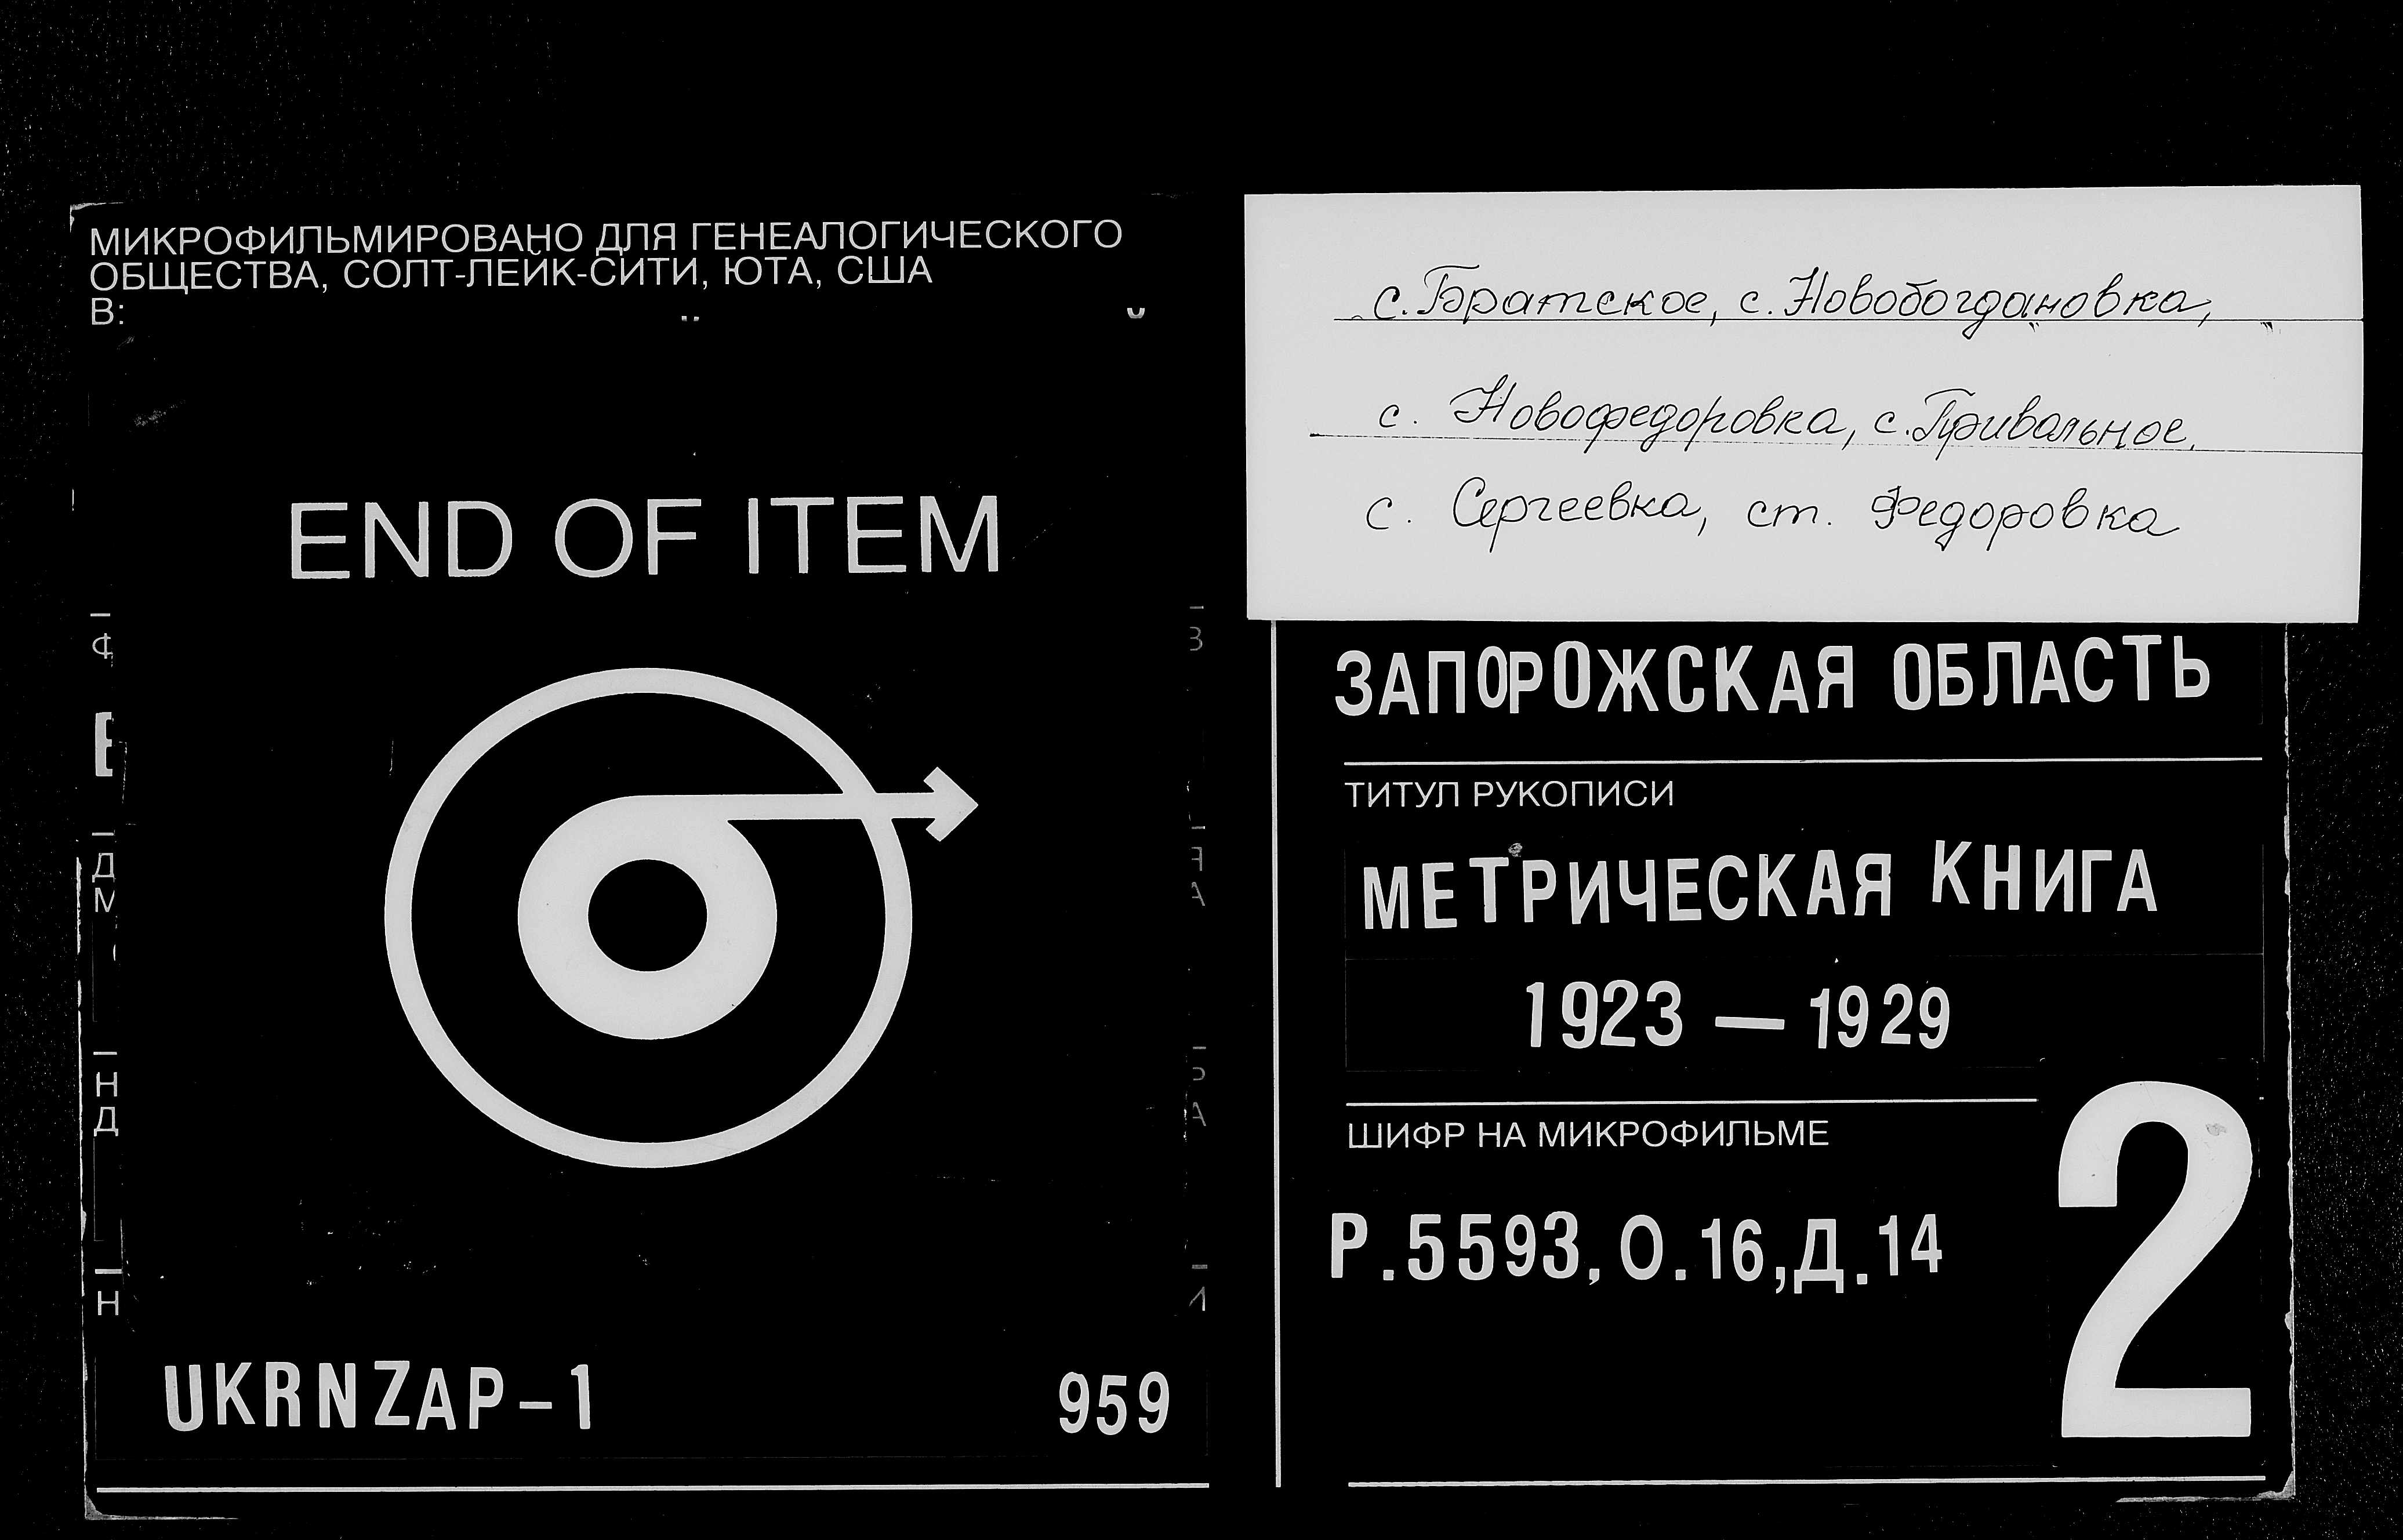 МИКРОФИЛЬМИРОВАНО ДЛЯ ГЕНЕАЛОГИЧЕСКОГО
ОБЩЕСТВА, СОЛТ-ЛЕЙК-СИТИ, ЮТА, США
В:
END OF ITEM
UKRNZAP-1
959
с. Братское, с. Новобогдановка,
с. Новофедоровка, с. Привольное,
с. Сергеевка, ст. Федоровка
ЗАПОРОЖСКАЯ ОБЛАСТЬ
ТИТУЛ РУКОПИСИ
МЕТРИЧЕСКАЯ КНИГА
1923 — 1929
ШИФР НА МИКРОФИЛЬМЕ
Р.5593, О.16, Д.14
2